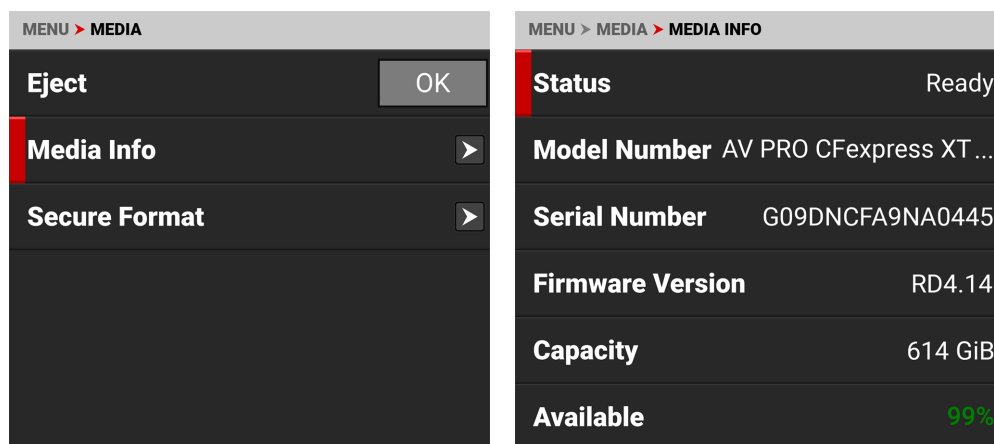 MENU ➤ MEDIA
Eject OK
Media Info
Secure Format
MENU ➤ MEDIA ➤ MEDIA INFO
Status Ready
Model Number AV PRO CFexpress XT...
Serial Number G09DNCFA9NA0445
Firmware Version RD4.14
Capacity 614 GiB
Available 99%